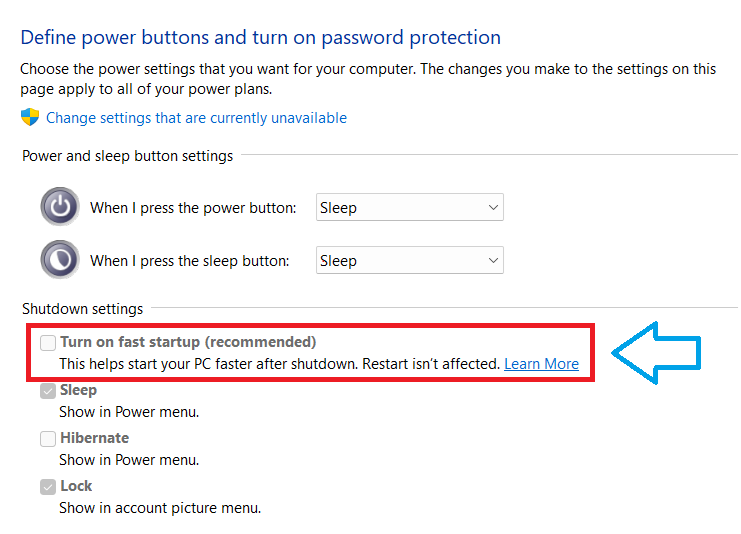 Define power buttons and turn on password protection
Choose the power settings that you want for your computer. The changes you make to the settings on this
page apply to all of your power plans.
Change settings that are currently unavailable
Power and sleep button settings
When I press the power button: Sleep
When I press the sleep button: Sleep
Shutdown settings
Turn on fast startup (recommended)
This helps start your PC faster after shutdown. Restart isn't affected. Learn More
Sleep
Show in Power menu.
Hibernate
Show in Power menu.
Lock
Show in account picture menu.